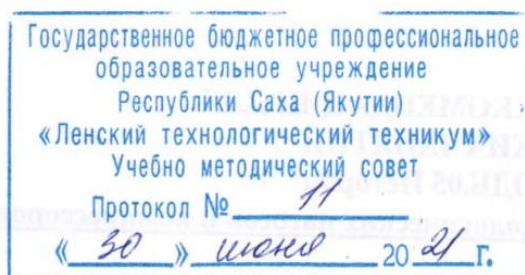 Государственное бюджетное профессиональное
образовательное учреждение
Республики Саха (Якутии)
«Ленский технологический техникум»
Учебно методический совет
Протокол № 11
« 30 » июня 20 21 г.